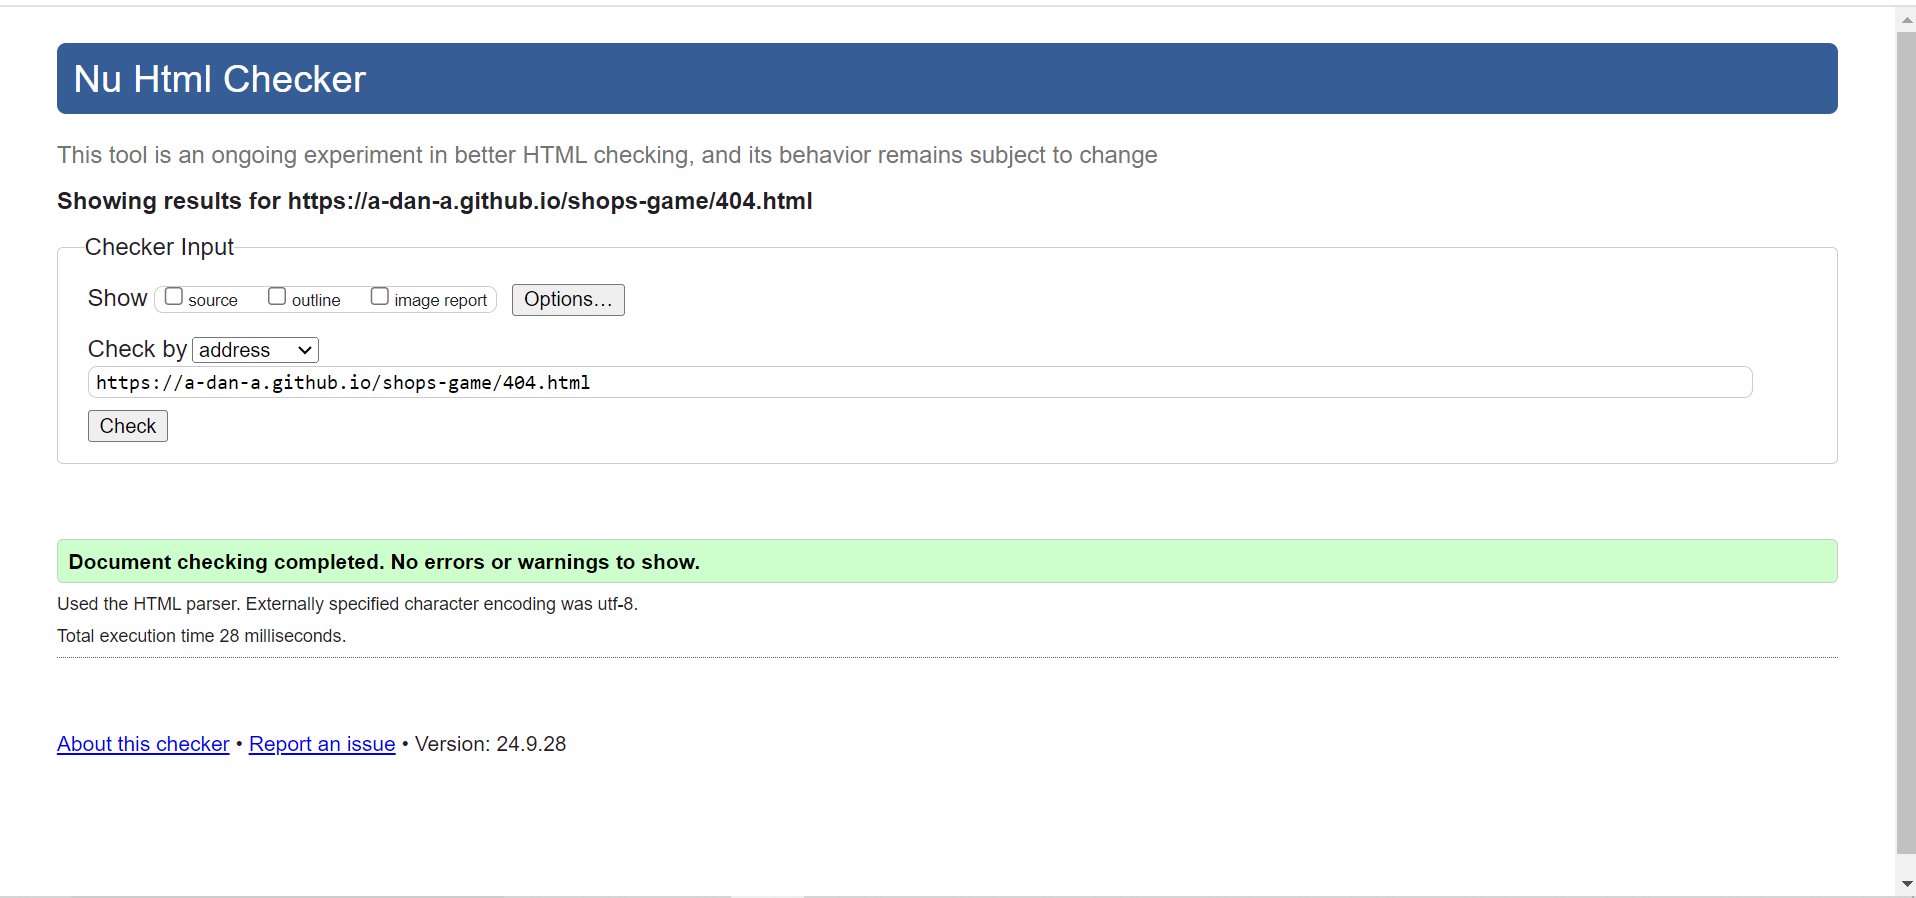 Nu Html Checker
This tool is an ongoing experiment in better HTML checking, and its behavior remains subject to change
Showing results for https://a-dan-a.github.io/shops-game/404.html
Checker Input
Show source outline image report Options...
Check by address
https://a-dan-a.github.io/shops-game/404.html
Check
Document checking completed. No errors or warnings to show.
Used the HTML parser. Externally specified character encoding was utf-8.
Total execution time 28 milliseconds.
About this checker • Report an issue • Version: 24.9.28